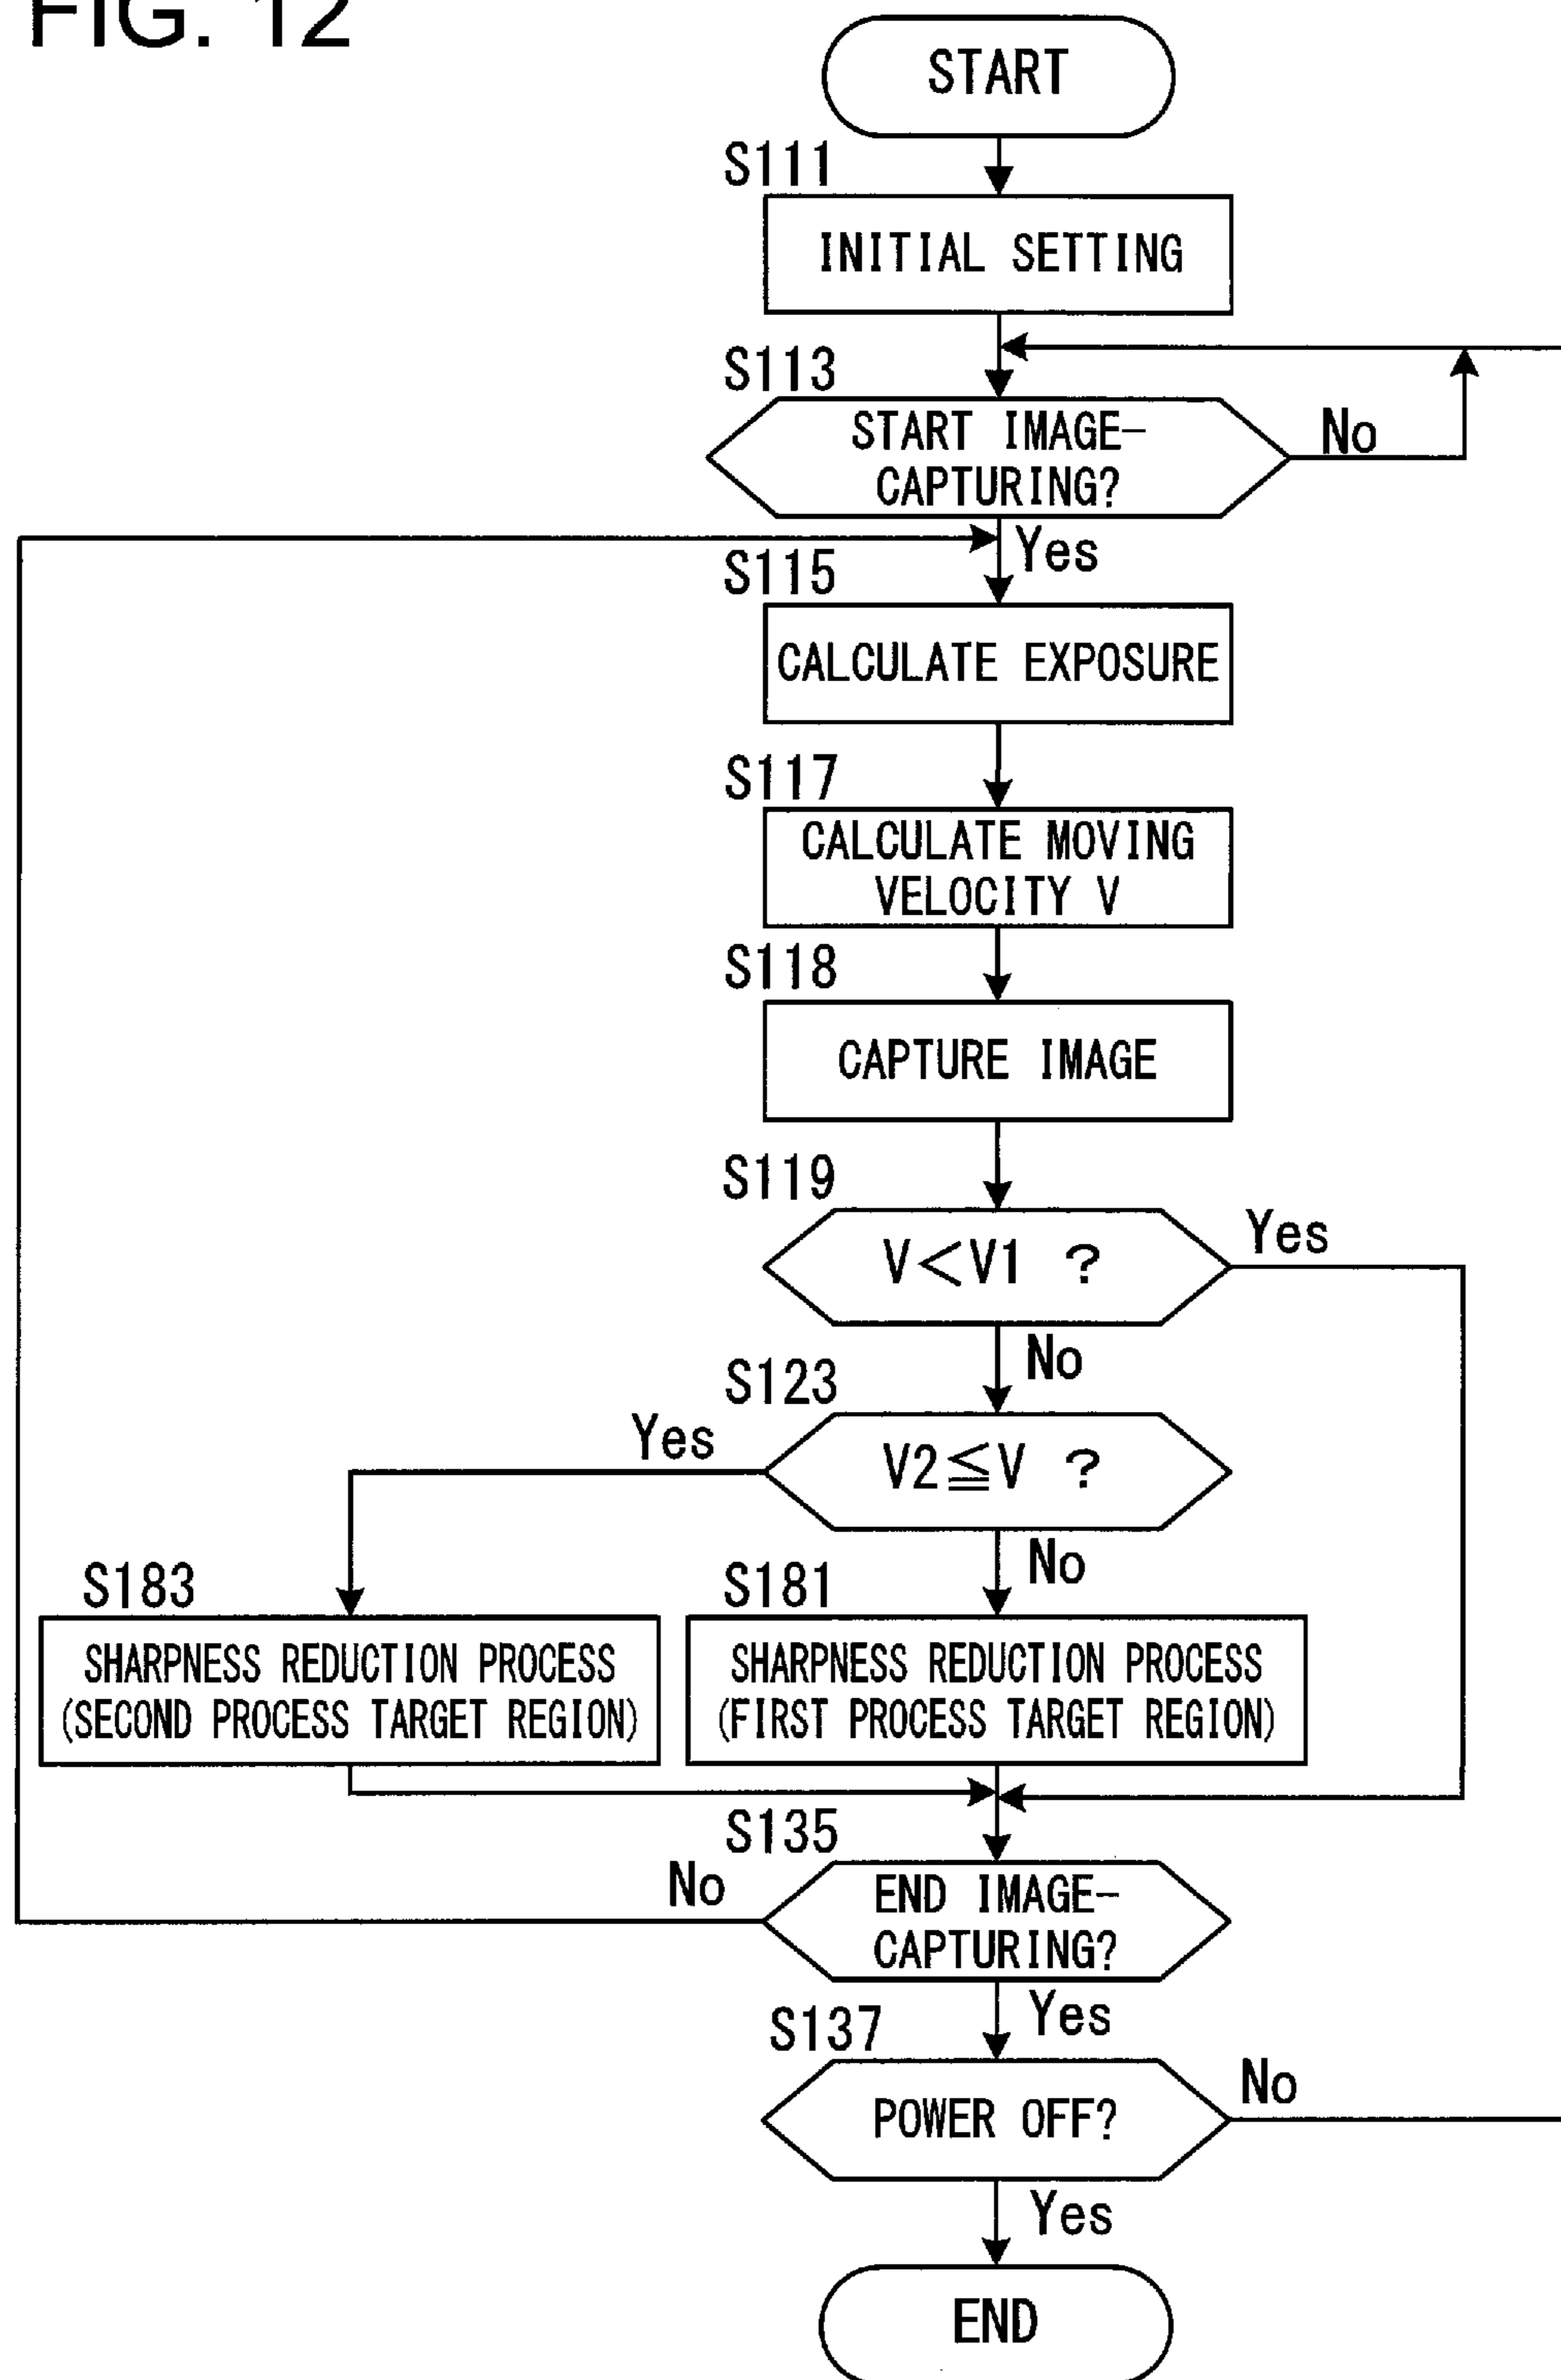 FIG. 12
START
S111
INITIAL SETTING
S113
START IMAGE-
CAPTURING?
No
Yes
S115
CALCULATE EXPOSURE
S117
CALCULATE MOVING
VELOCITY V
S118
CAPTURE IMAGE
S119
V<V1 ?
Yes
No
S123
V2≦V ?
Yes
No
S183
SHARPNESS REDUCTION PROCESS
(SECOND PROCESS TARGET REGION)
S181
SHARPNESS REDUCTION PROCESS
(FIRST PROCESS TARGET REGION)
S135
END IMAGE-
CAPTURING?
No
Yes
S137
POWER OFF?
No
Yes
END